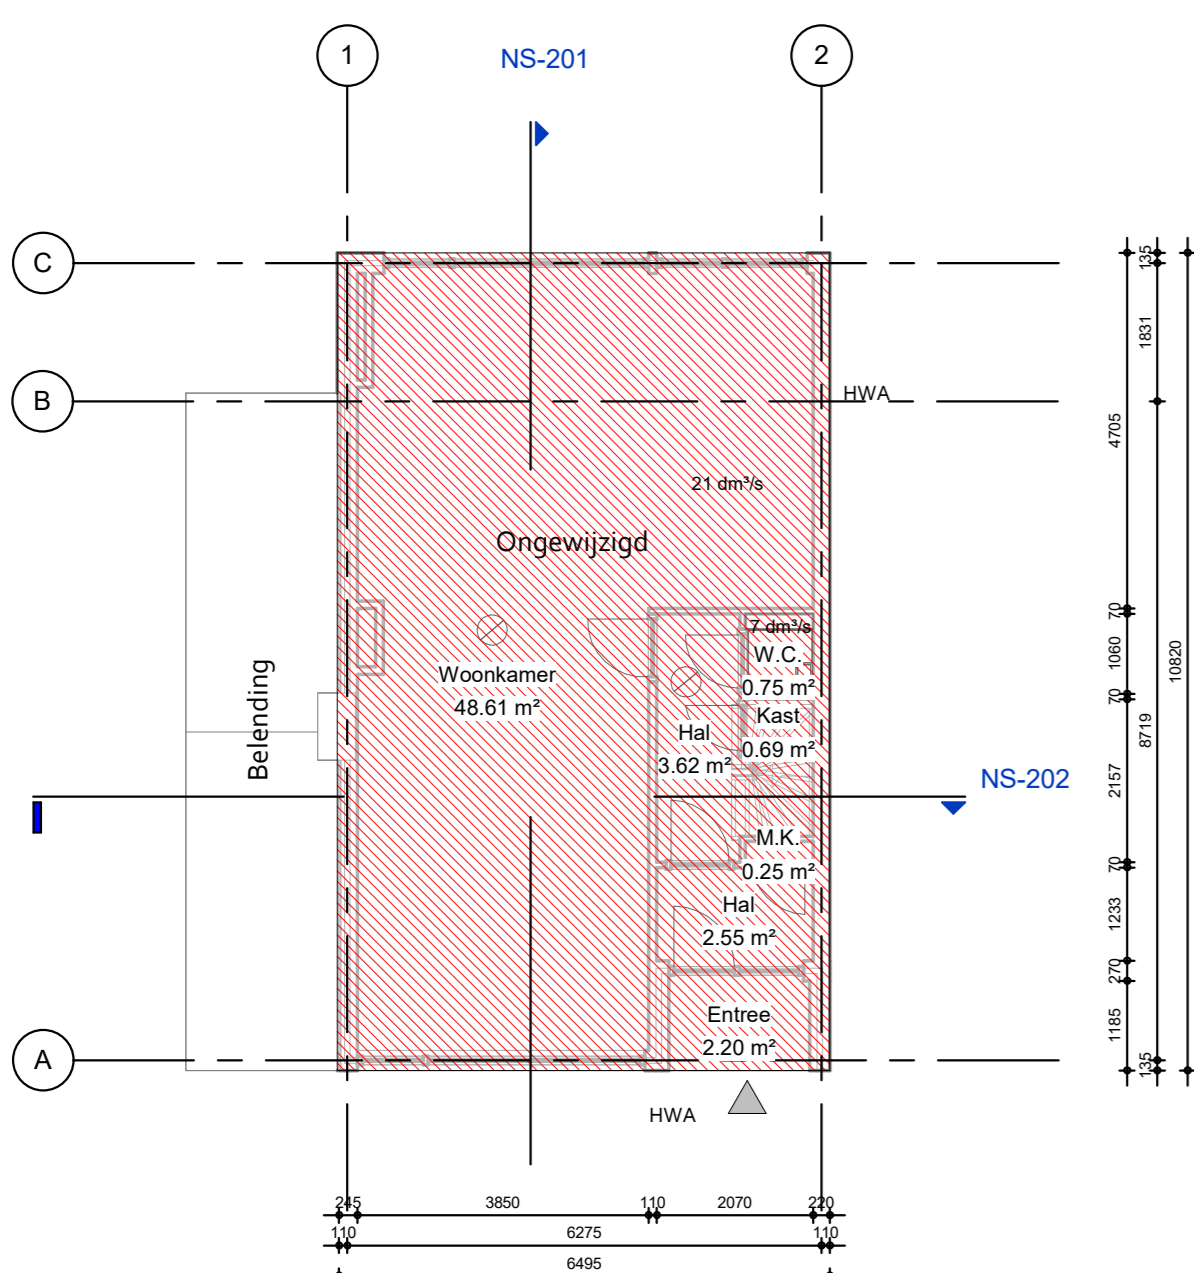 1
NS-201
2
C
B
A
HWA
21 dm³/s
Ongewijzigd
7 dm³/s
W.C.
0.75 m²
Woonkamer
48.61 m²
Kast
0.69 m²
Hal
3.62 m²
Belending
NS-202
M.K.
0.25 m²
Hal
2.55 m²
Entree
2.20 m²
HWA
135
1831
4705
70
1060
10820
70
8719
2157
70
1233
270
1185
135
245 3850 110 2070 220
110 6275 110
6495